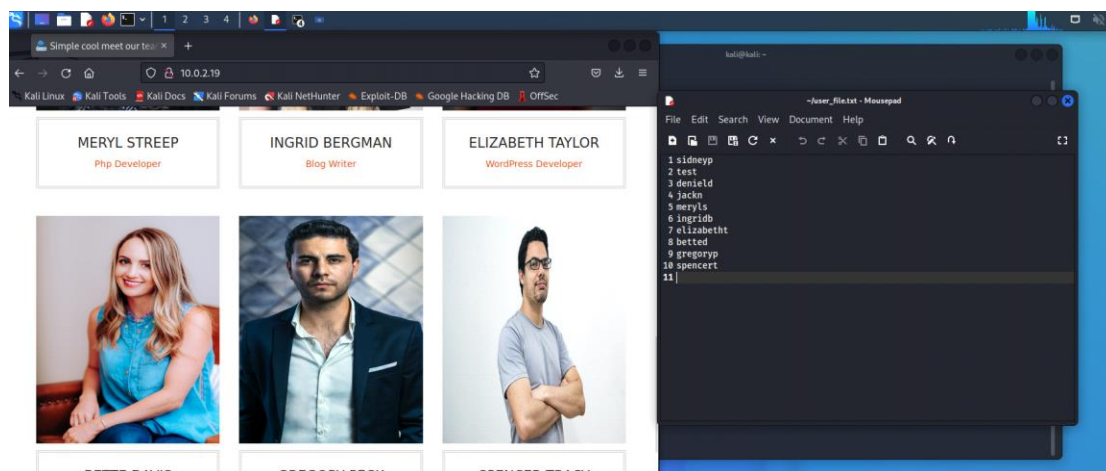 1 2 3 4
Simple cool meet our tea
kali@kali: ~
10.0.2.19
Kali Linux Kali Tools Kali Docs Kali Forums Kali NetHunter Exploit-DB Google Hacking DB OffSec
MERYL STREEP INGRID BERGMAN ELIZABETH TAYLOR
Php Developer Blog Writer WordPress Developer
~/user_file.txt - Mousepad
File Edit Search View Document Help
1 sidneyp
2 test
3 denield
4 jackn
5 meryls
6 ingridb
7 elizabetht
8 betted
9 gregoryp
10 spencert
11